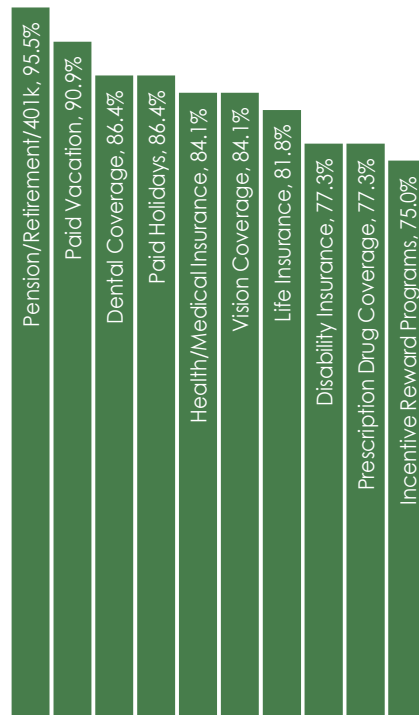 Pension/Retirement/401k, 95.5%
Paid Vacation, 90.9%
Dental Coverage, 86.4%
Paid Holidays, 86.4%
Health/Medical Insurance, 84.1%
Vision Coverage, 84.1%
Life Insurance, 81.8%
Disability Insurance, 77.3%
Prescription Drug Coverage, 77.3%
Incentive Reward Programs, 75.0%